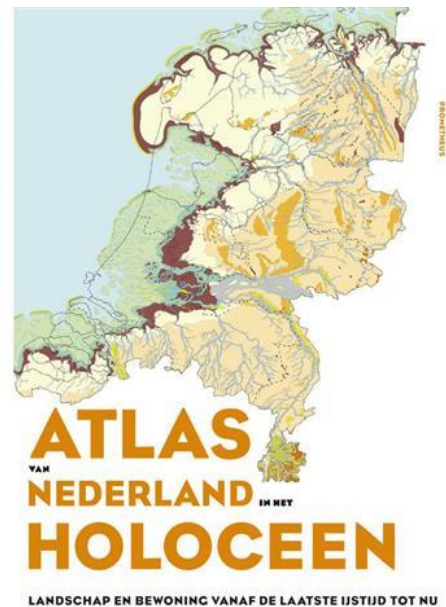 PROMETHEUS
ATLAS
VAN
NEDERLAND IN HET
HOLOCEEN
LANDSCHAP EN BEWONING VANAF DE LAATSTE IJSTIJD TOT NU